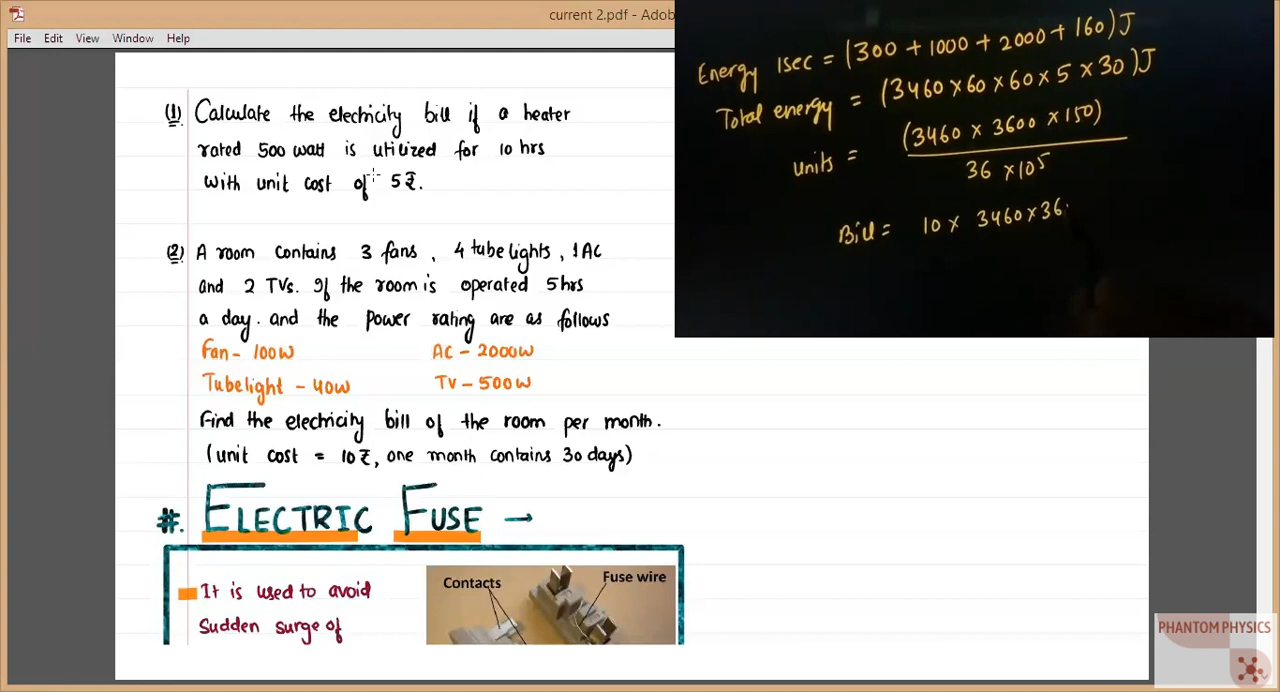 current 2.pdf - Adob
File Edit View Window Help
Energy 1sec = (300 + 1000 + 2000 + 160) J
Total energy = (3460 x 60 x 60 x 5 x 30) J
units = (3460 x 3600 x 150)
36 x 10⁵
Bill = 10 x 3460 x 36
(1) Calculate the electricity bill if a heater
rated 500 watt is utilized for 10 hrs
with unit cost of 5₹.
(2) A room contains 3 fans, 4 tube lights, 1 AC
and 2 TVs. If the room is operated 5hrs
a day. and the power rating are as follows
Fan - 100W AC - 2000W
Tubelight - 40W TV - 500W
Find the electricity bill of the room per month.
(unit cost = 10₹, one month contains 30 days)
#. ELECTRIC FUSE →
It is used to avoid
Sudden surge of
Contacts Fuse wire
PHANTOM PHYSICS